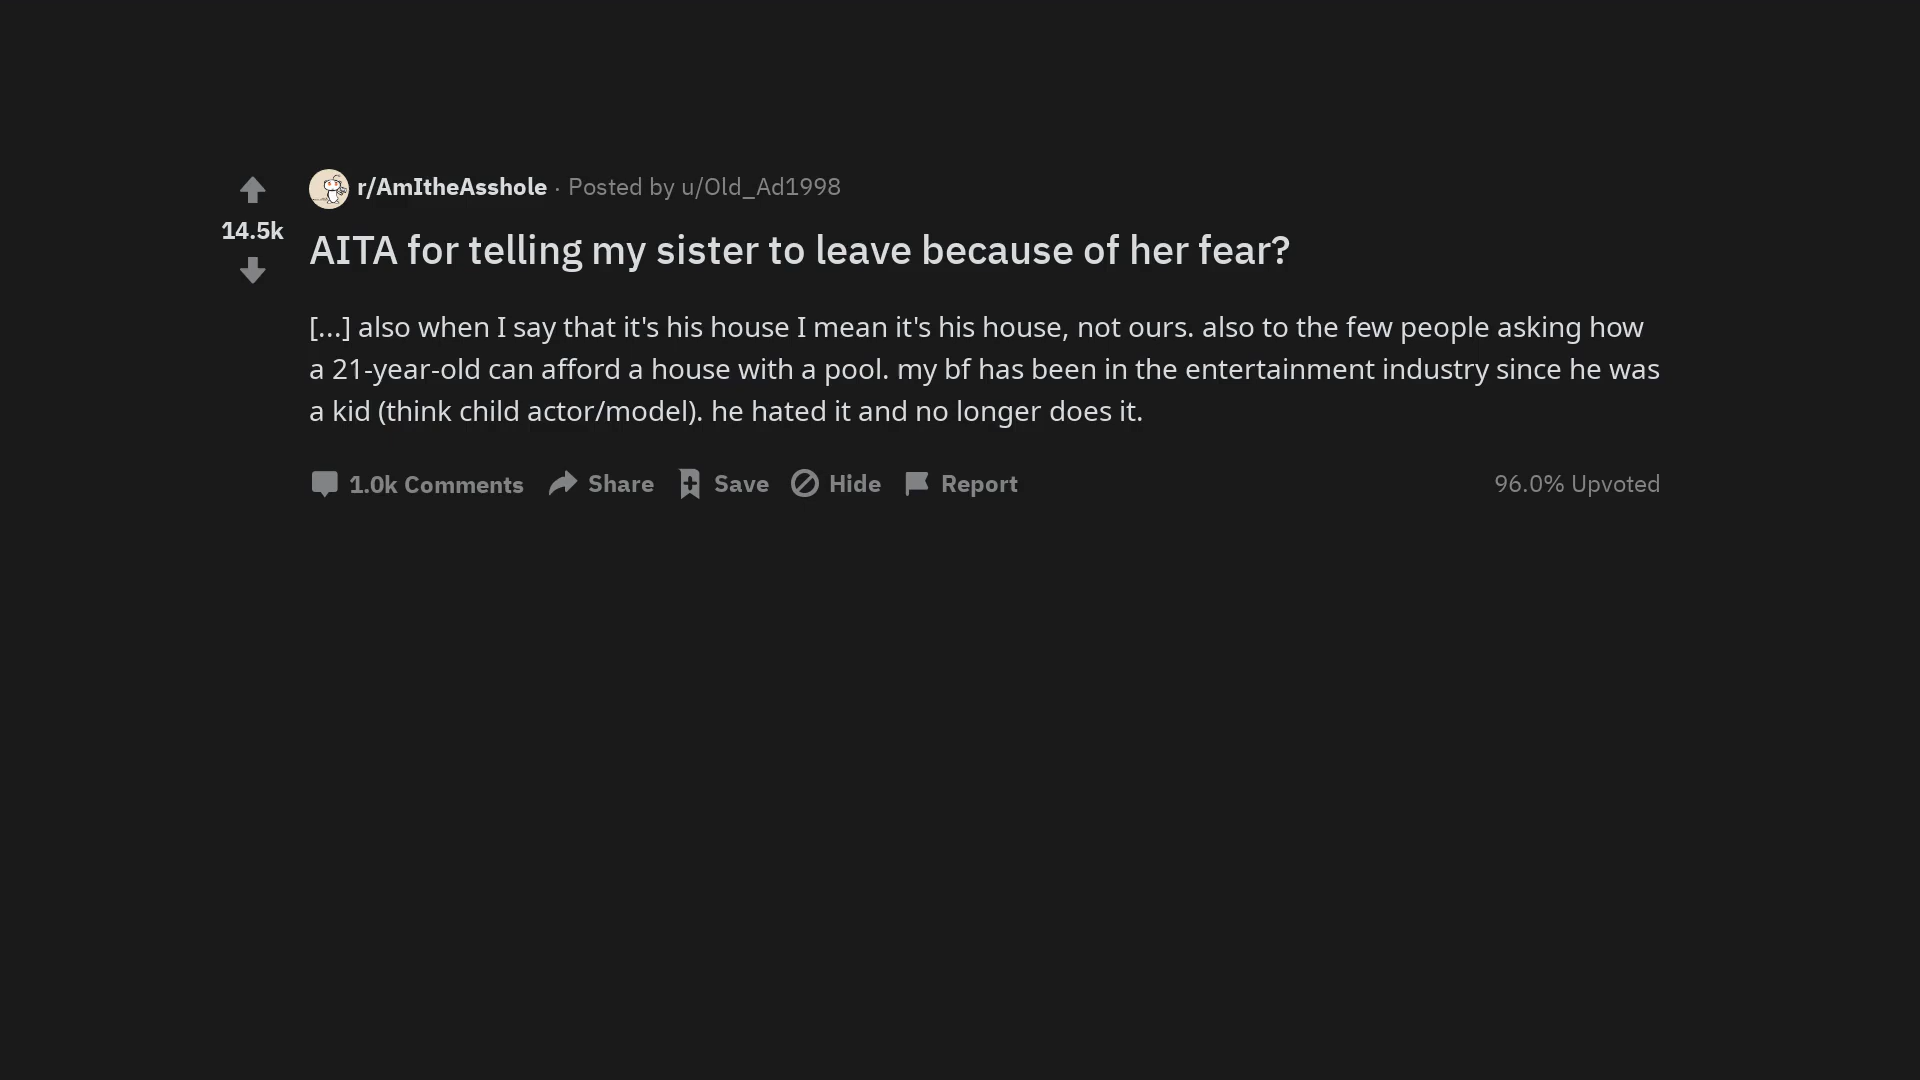 r/AmItheAsshole · Posted by u/Old_Ad1998
14.5k
AITA for telling my sister to leave because of her fear?
[...] also when I say that it's his house I mean it's his house, not ours. also to the few people asking how
a 21-year-old can afford a house with a pool. my bf has been in the entertainment industry since he was
a kid (think child actor/model). he hated it and no longer does it.
1.0k Comments Share Save Hide Report 96.0% Upvoted